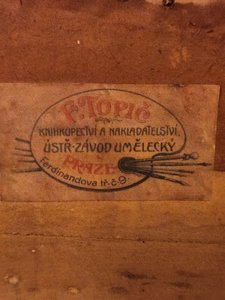 F. TOPIČ
KNIHKUPECTVÍ A NAKLADATELSTVÍ,
ÚSTŘ. ZÁVOD UMĚLECKÝ
PRAZE
Ferdinandova tř. č. 9